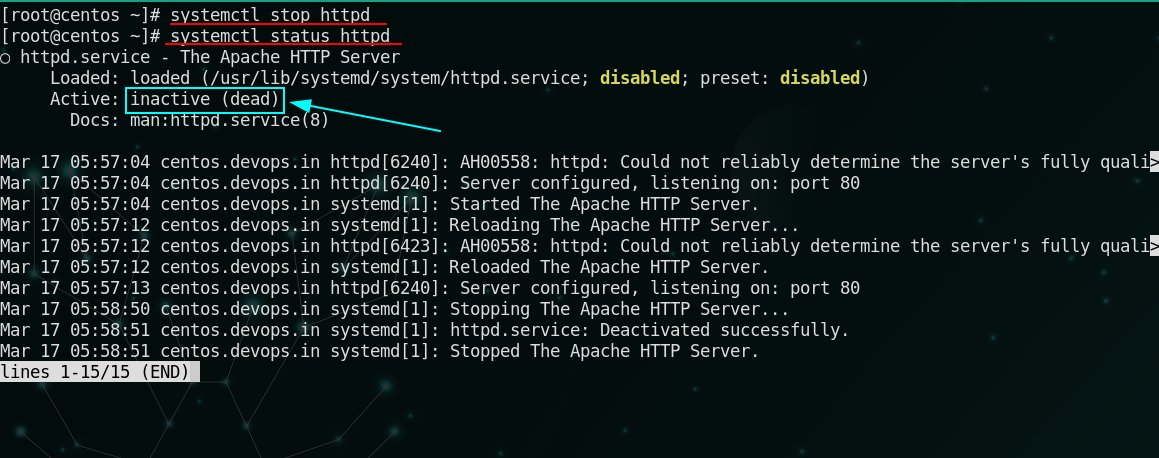 [root@centos ~]# systemctl stop httpd
[root@centos ~]# systemctl status httpd
○ httpd.service - The Apache HTTP Server
     Loaded: loaded (/usr/lib/systemd/system/httpd.service; disabled; preset: disabled)
     Active: inactive (dead)
       Docs: man:httpd.service(8)

Mar 17 05:57:04 centos.devops.in httpd[6240]: AH00558: httpd: Could not reliably determine the server's fully quali>
Mar 17 05:57:04 centos.devops.in httpd[6240]: Server configured, listening on: port 80
Mar 17 05:57:04 centos.devops.in systemd[1]: Started The Apache HTTP Server.
Mar 17 05:57:12 centos.devops.in systemd[1]: Reloading The Apache HTTP Server...
Mar 17 05:57:12 centos.devops.in httpd[6423]: AH00558: httpd: Could not reliably determine the server's fully quali>
Mar 17 05:57:12 centos.devops.in systemd[1]: Reloaded The Apache HTTP Server.
Mar 17 05:57:13 centos.devops.in httpd[6240]: Server configured, listening on: port 80
Mar 17 05:58:50 centos.devops.in systemd[1]: Stopping The Apache HTTP Server...
Mar 17 05:58:51 centos.devops.in systemd[1]: httpd.service: Deactivated successfully.
Mar 17 05:58:51 centos.devops.in systemd[1]: Stopped The Apache HTTP Server.
lines 1-15/15 (END)